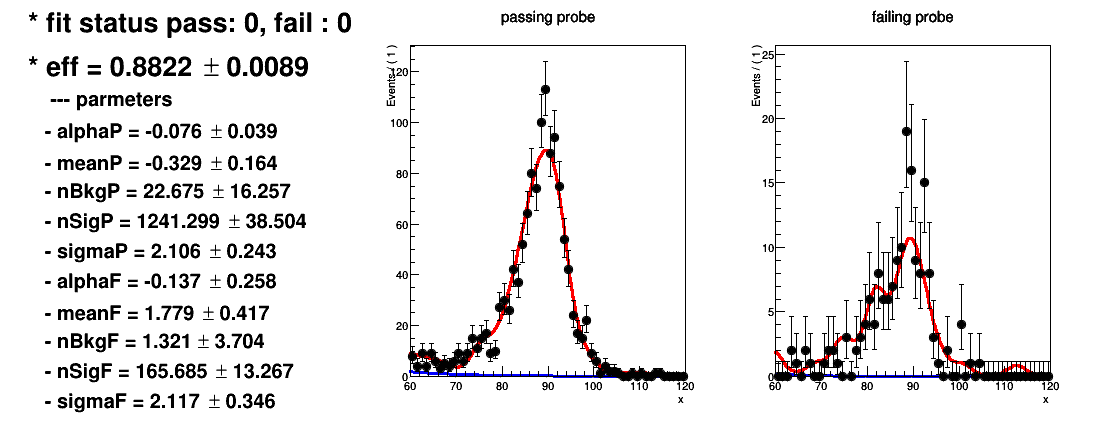 * fit status pass: 0, fail : 0
* eff = 0.8822 ± 0.0089
--- parmeters
- alphaP = -0.076 ± 0.039
- meanP = -0.329 ± 0.164
- nBkgP = 22.675 ± 16.257
- nSigP = 1241.299 ± 38.504
- sigmaP = 2.106 ± 0.243
- alphaF = -0.137 ± 0.258
- meanF = 1.779 ± 0.417
- nBkgF = 1.321 ± 3.704
- nSigF = 165.685 ± 13.267
- sigmaF = 2.117 ± 0.346
passing probe
Events / ( 1 )
120
100
80
60
40
20
0
60 70 80 90 100 110 120
x
failing probe
Events / ( 1 )
25
20
15
10
5
0
60 70 80 90 100 110 120
x